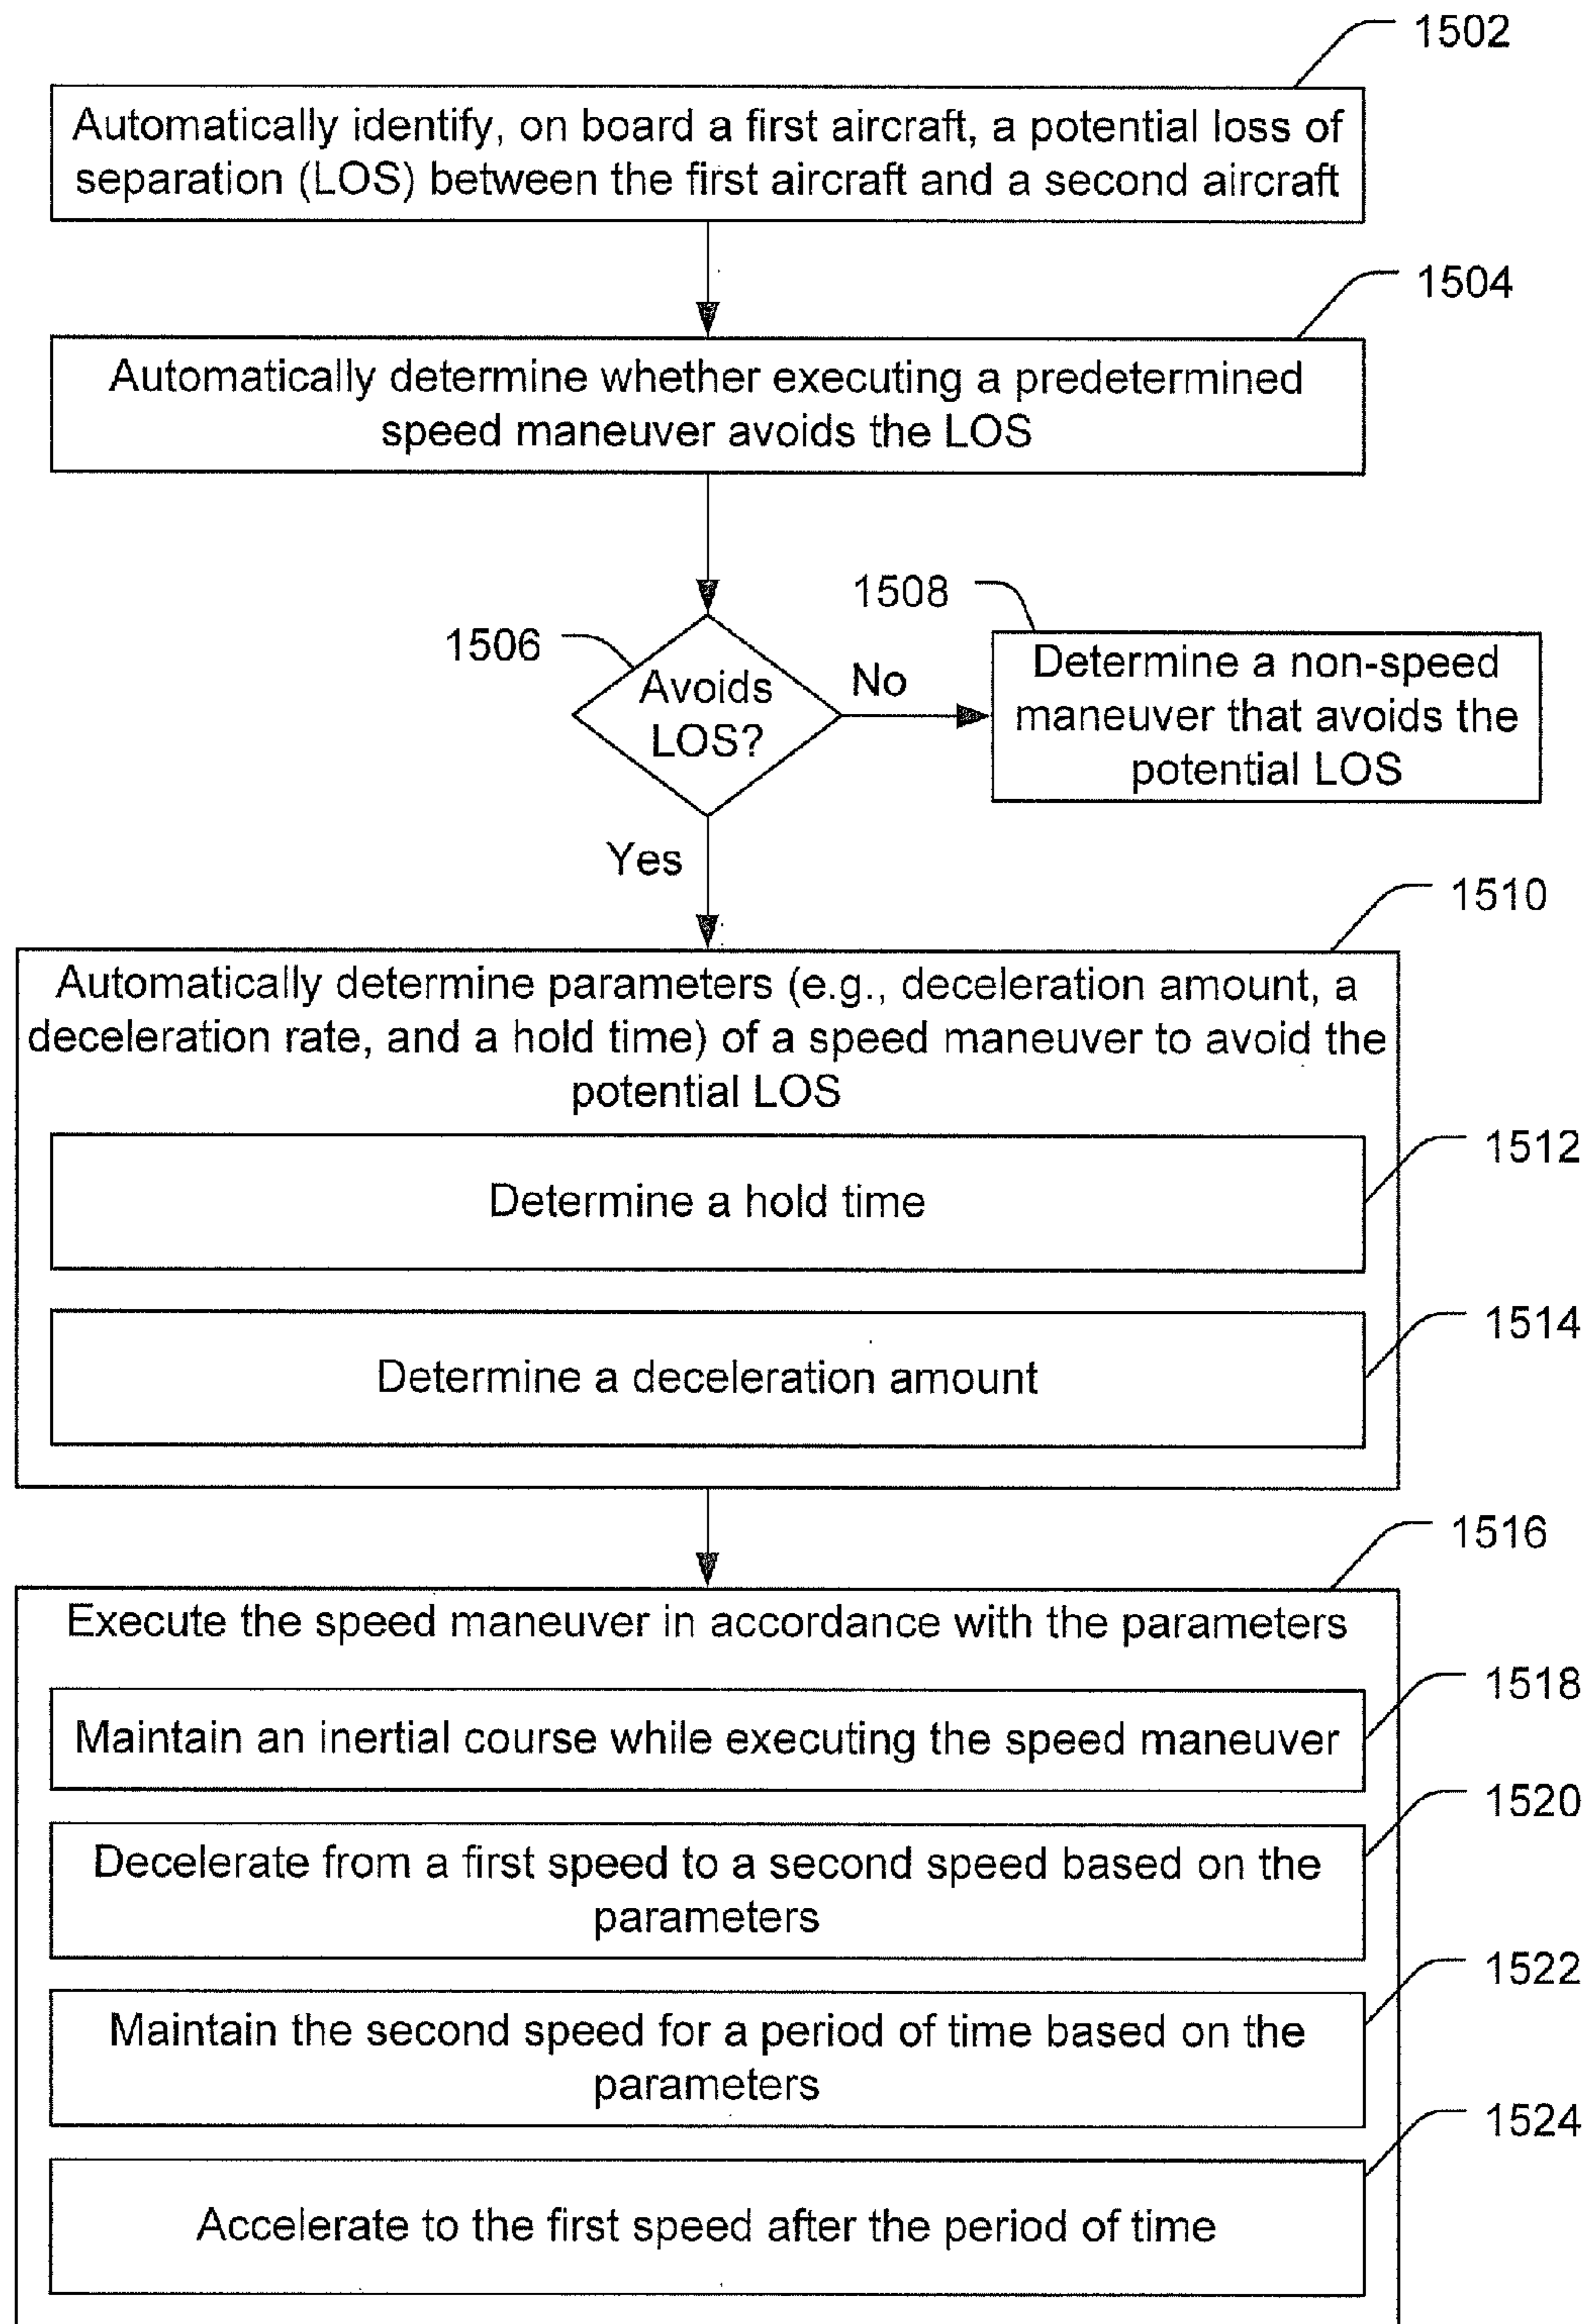 1502
Automatically identify, on board a first aircraft, a potential loss of
separation (LOS) between the first aircraft and a second aircraft
1504
Automatically determine whether executing a predetermined
speed maneuver avoids the LOS
1506
Avoids
LOS?
No
1508
Determine a non-speed
maneuver that avoids the
potential LOS
Yes
1510
Automatically determine parameters (e.g., deceleration amount, a
deceleration rate, and a hold time) of a speed maneuver to avoid the
potential LOS
1512
Determine a hold time
1514
Determine a deceleration amount
1516
Execute the speed maneuver in accordance with the parameters
1518
Maintain an inertial course while executing the speed maneuver
1520
Decelerate from a first speed to a second speed based on the
parameters
1522
Maintain the second speed for a period of time based on the
parameters
1524
Accelerate to the first speed after the period of time